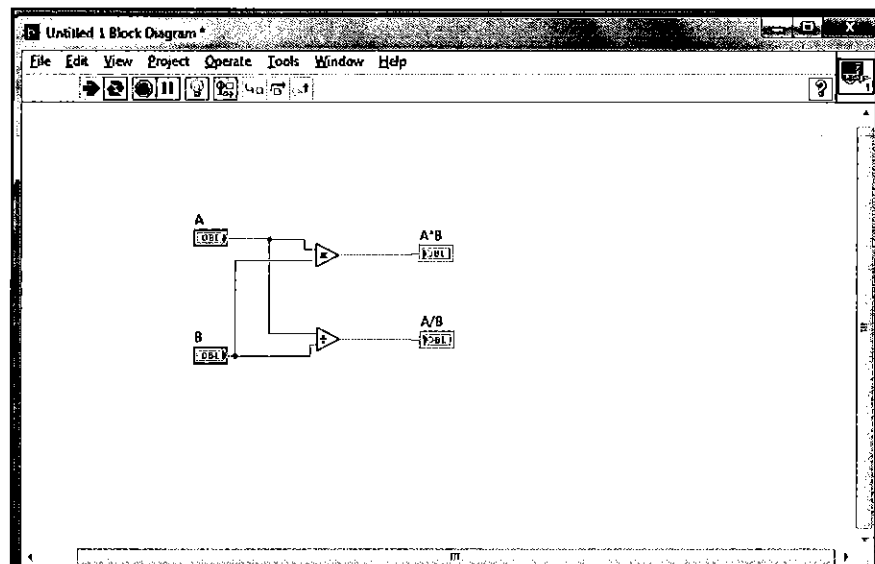 Untitled 1 Block Diagram *
File Edit View Project Operate Tools Window Help
A
DBL
A*B
DBL
A/B
DBL
B
DBL